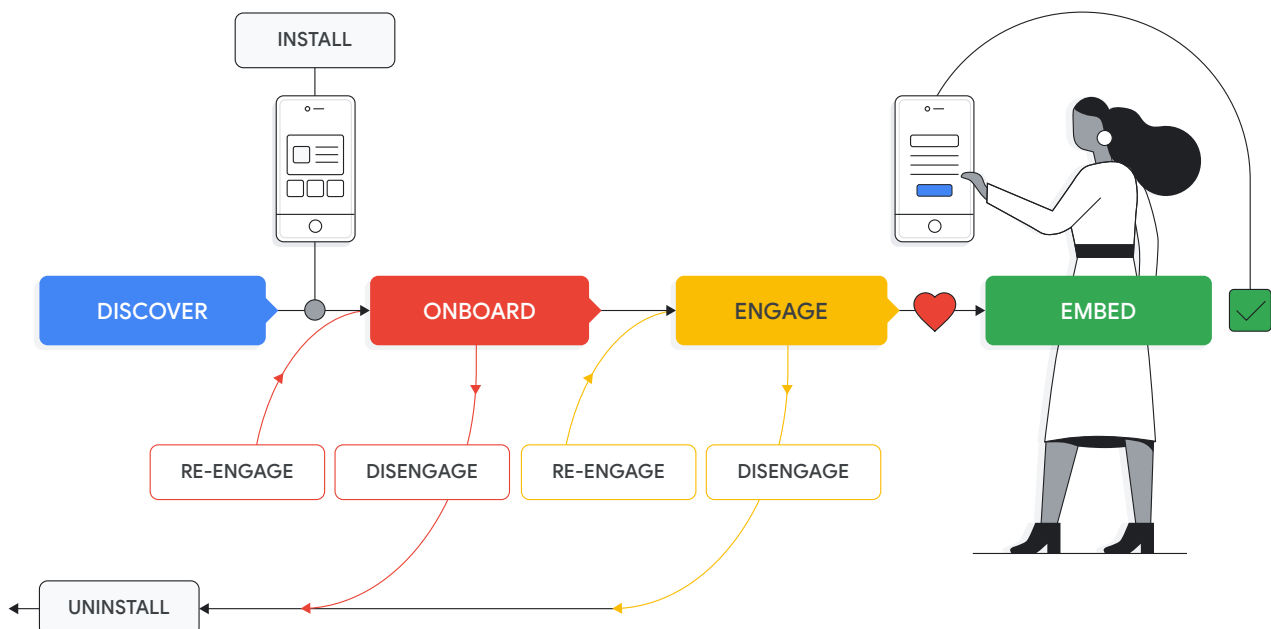 INSTALL
DISCOVER
ONBOARD
ENGAGE
EMBED
RE-ENGAGE
DISENGAGE
RE-ENGAGE
DISENGAGE
UNINSTALL